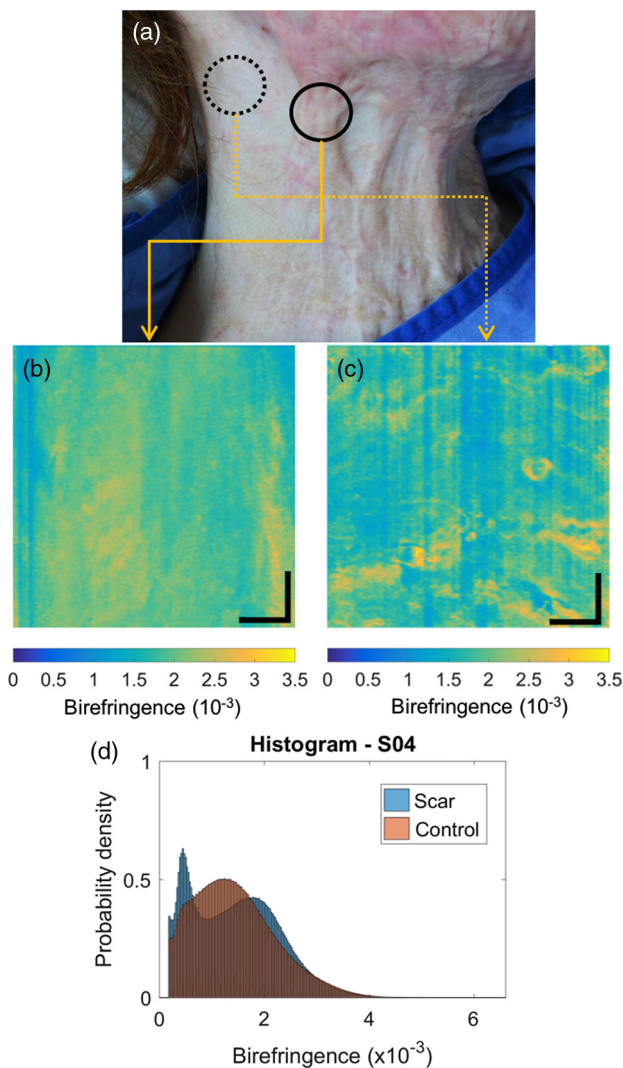 (a)
(b)
(c)
0 0.5 1 1.5 2 2.5 3 3.5
Birefringence (10⁻³)
0 0.5 1 1.5 2 2.5 3 3.5
Birefringence (10⁻³)
(d)
Histogram - S04
1
0.5
0
Probability density
Scar
Control
0 2 4 6
Birefringence (x10⁻³)